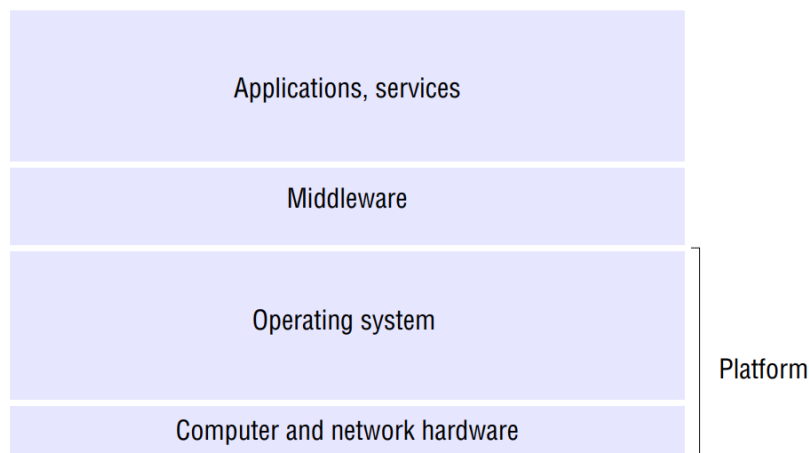 Applications, services
Middleware
Operating system
Platform
Computer and network hardware